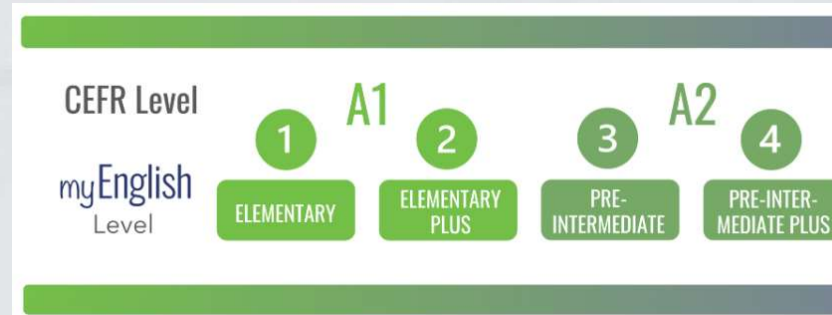 CEFR Level
A1
A2
1
2
3
4
myEnglish
Level
ELEMENTARY
ELEMENTARY
PLUS
PRE-
INTERMEDIATE
PRE-INTER-
MEDIATE PLUS